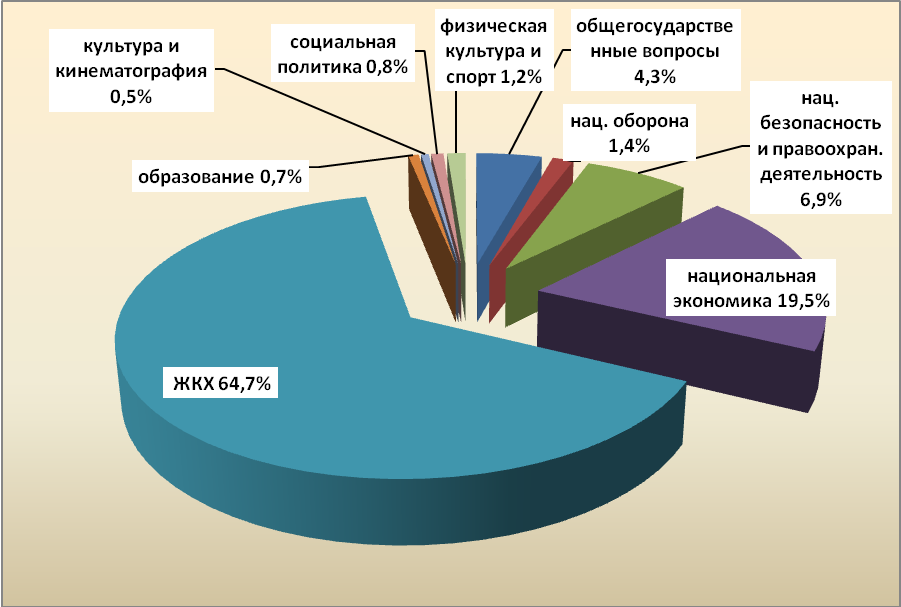 культура и
кинематография
0,5%
социальная
политика 0,8%
физическая
культура и
спорт 1,2%
общегосударстве
нные вопросы
4,3%
нац. оборона
1,4%
нац.
безопасность
и правоохран.
деятельность
6,9%
образование 0,7%
национальная
экономика 19,5%
ЖКХ 64,7%